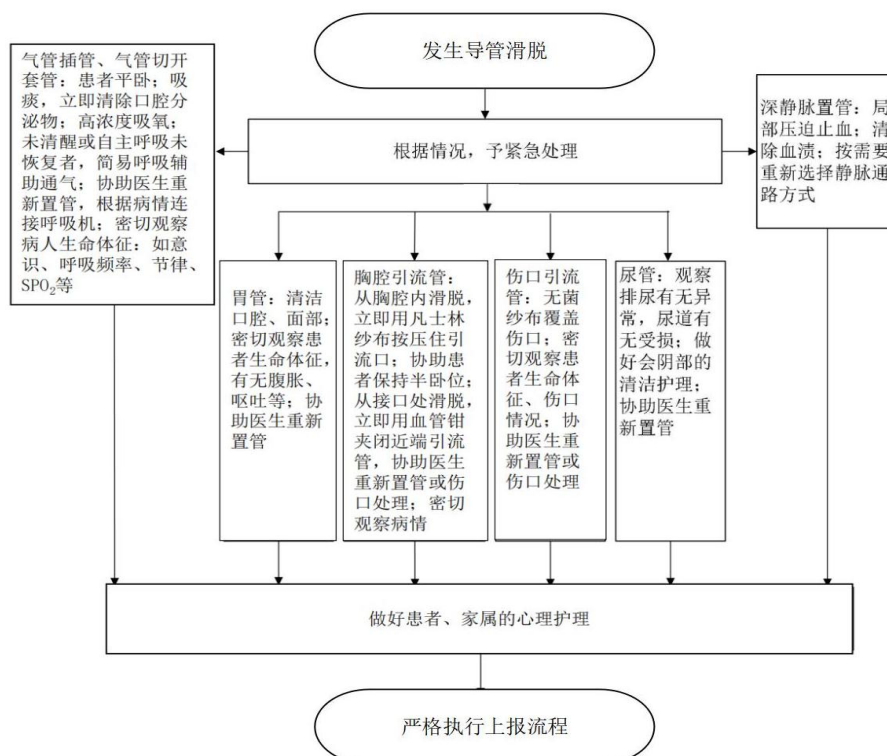 发生导管滑脱
根据情况，予紧急处理
气管插管、气管切开
套管：患者平卧；吸
痰，立即清除口腔分
泌物；高浓度吸氧；
未清醒或自主呼吸未
恢复者，简易呼吸辅
助通气；协助医生重
新置管，根据病情连
接呼吸机；密切观察
病人生命体征：如意
识、呼吸频率、节律、
SPO₂等
胃管：清洁
口腔、面部；
密切观察患
者生命体征，
有无腹胀、
呕吐等；协
助医生重新
置管
胸腔引流管：
从胸腔内滑脱，
立即用凡士林
纱布按压住引
流口；协助患
者保持半卧位；
从接口处滑脱，
立即用血管钳
夹闭近端引流
管，协助医生
重新置管或伤
口处理；密切
观察病情
伤口引流
管：无菌
纱布覆盖
伤口；密
切观察患
者生命体
征、伤口
情况；协
助医生重
新置管或
伤口处理
尿管：观察
排尿有无异
常，尿道有
无受损；做
好会阴部的
清洁护理；
协助医生重
新置管
深静脉置管：局
部压迫止血；清
除血渍；按需要
重新选择静脉通
路方式
做好患者、家属的心理护理
严格执行上报流程